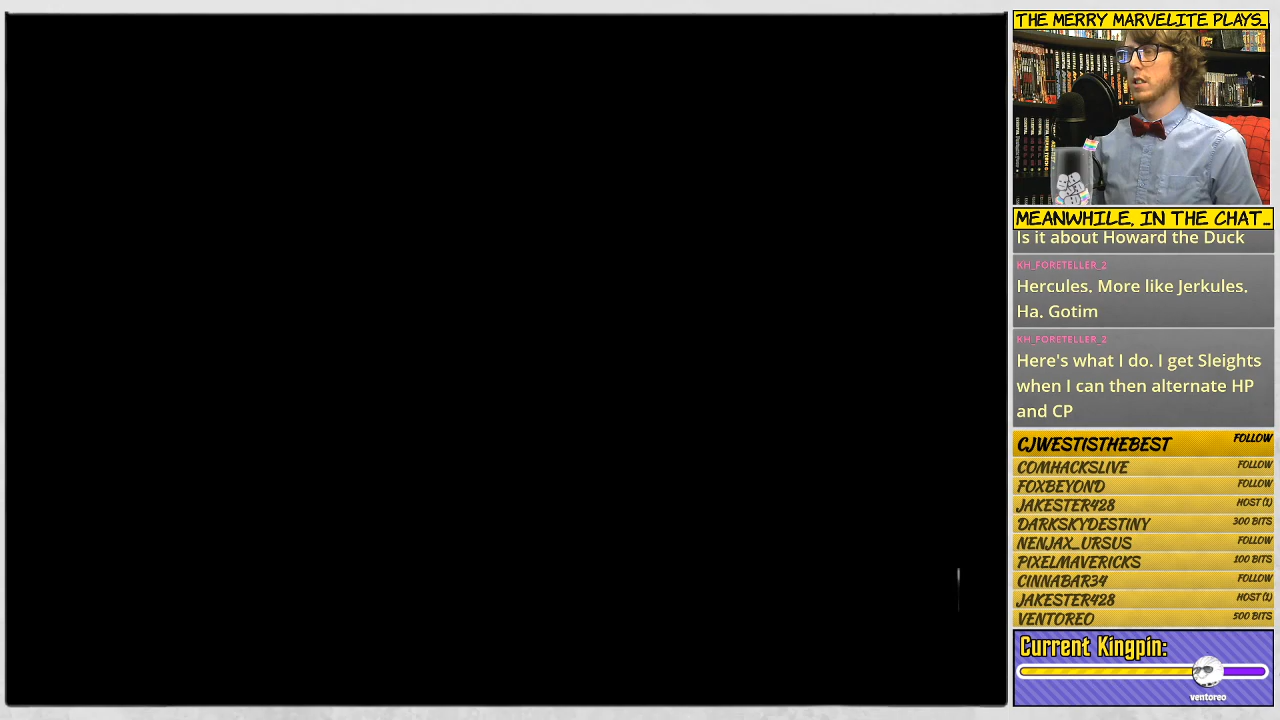 THE MERRY MARVELITE PLAYS...
MEANWHILE, IN THE CHAT...
Is it about Howard the Duck
KH_FORETELLER_2
Hercules. More like Jerkules.
Ha. Gotim
KH_FORETELLER_2
Here's what I do. I get Sleights
when I can then alternate HP
and CP
CJWESTISTHEBEST FOLLOW
COMHACKSLIVE FOLLOW
FOXBEYOND FOLLOW
JAKESTER428 HOST (1)
DARKSKYDESTINY 300 BITS
NENJAX_URSUS FOLLOW
PIXELMAVERICKS 100 BITS
CINNABAR34 FOLLOW
JAKESTER428 HOST (1)
VENTOREO 500 BITS
Current Kingpin:
ventoreo